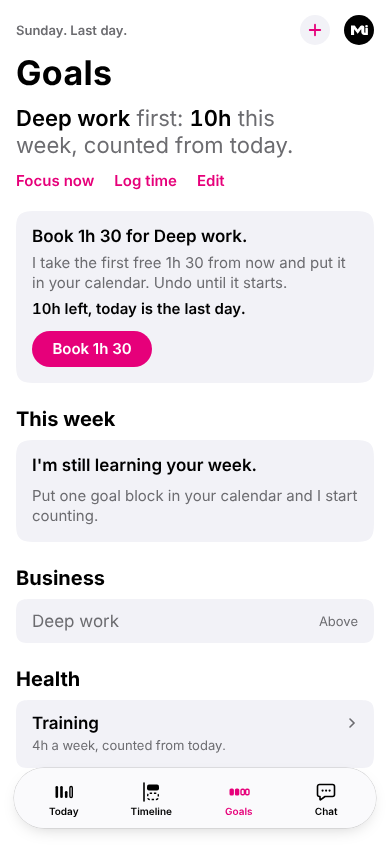 Sunday. Last day.
Mi
Goals
Deep work first: 10h this
week, counted from today.
Focus now Log time Edit
Book 1h 30 for Deep work.
I take the first free 1h 30 from now and put it
in your calendar. Undo until it starts.
10h left, today is the last day.
Book 1h 30
This week
I'm still learning your week.
Put one goal block in your calendar and I start
counting.
Business
Deep work Above
Health
Training
4h a week, counted from today.
Today Timeline Goals Chat